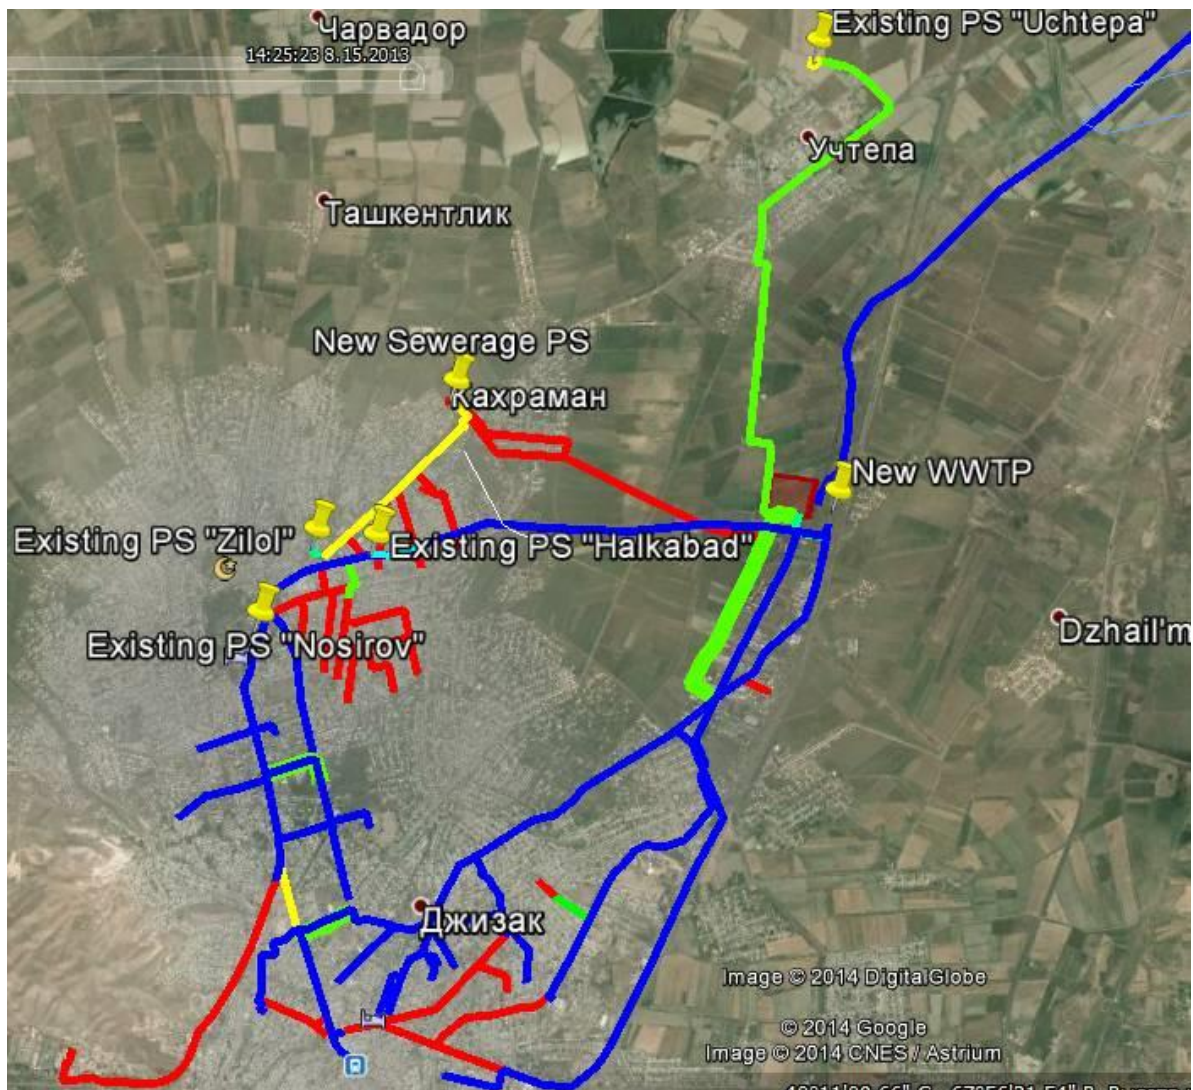 Existing PS "Uchtepa"
Чарвадор
14:25:23 8.15.2013
Учтепа
Ташкентлик
New Sewerage PS
Кахраман
New WWTP
Existing PS "Zilol"
Existing PS "Halkabad"
Existing PS "Nosirov"
Dzhail'm
Джизак
Image © 2014 DigitalGlobe
© 2014 Google
Image © 2014 CNES / Astrium